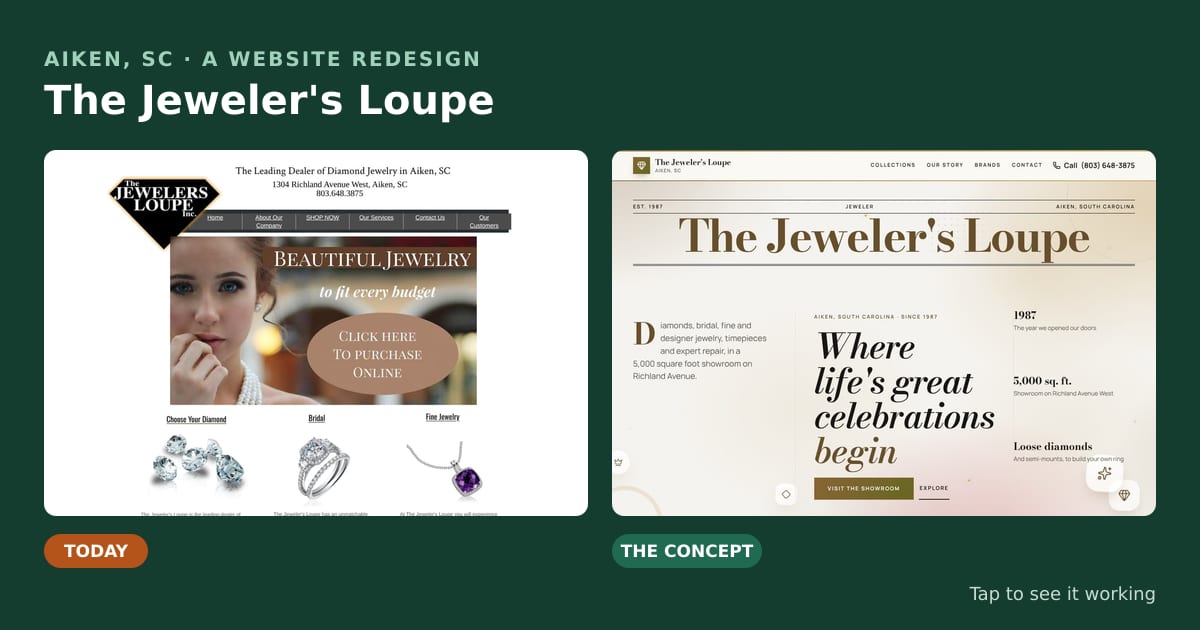 AIKEN, SC · A WEBSITE REDESIGN
The Jeweler's Loupe
The
JEWELERS
LOUPE
Inc.
The Leading Dealer of Diamond Jewelry in Aiken, SC
1304 Richland Avenue West, Aiken, SC
803.648.3875
Home
About Our
Company
SHOP NOW
Our Services
Contact Us
Our
Customers
BEAUTIFUL JEWELRY
to fit every budget
CLICK HERE
TO PURCHASE
ONLINE
Choose Your Diamond
Bridal
Fine Jewelry
TODAY
The Jeweler's Loupe
AIKEN, SC
COLLECTIONS
OUR STORY
BRANDS
CONTACT
Call (803) 648-3875
EST. 1987
JEWELER
AIKEN, SOUTH CAROLINA
The Jeweler's Loupe
Diamonds, bridal, fine and
designer jewelry, timepieces
and expert repair, in a
5,000 square foot showroom on
Richland Avenue.
AIKEN, SOUTH CAROLINA · SINCE 1987
Where
life's great
celebrations
begin
VISIT THE SHOWROOM
EXPLORE
1987
The year we opened our doors
5,000 sq. ft.
Showroom on Richland Avenue West
Loose diamonds
And semi-mounts, to build your own ring
THE CONCEPT
Tap to see it working